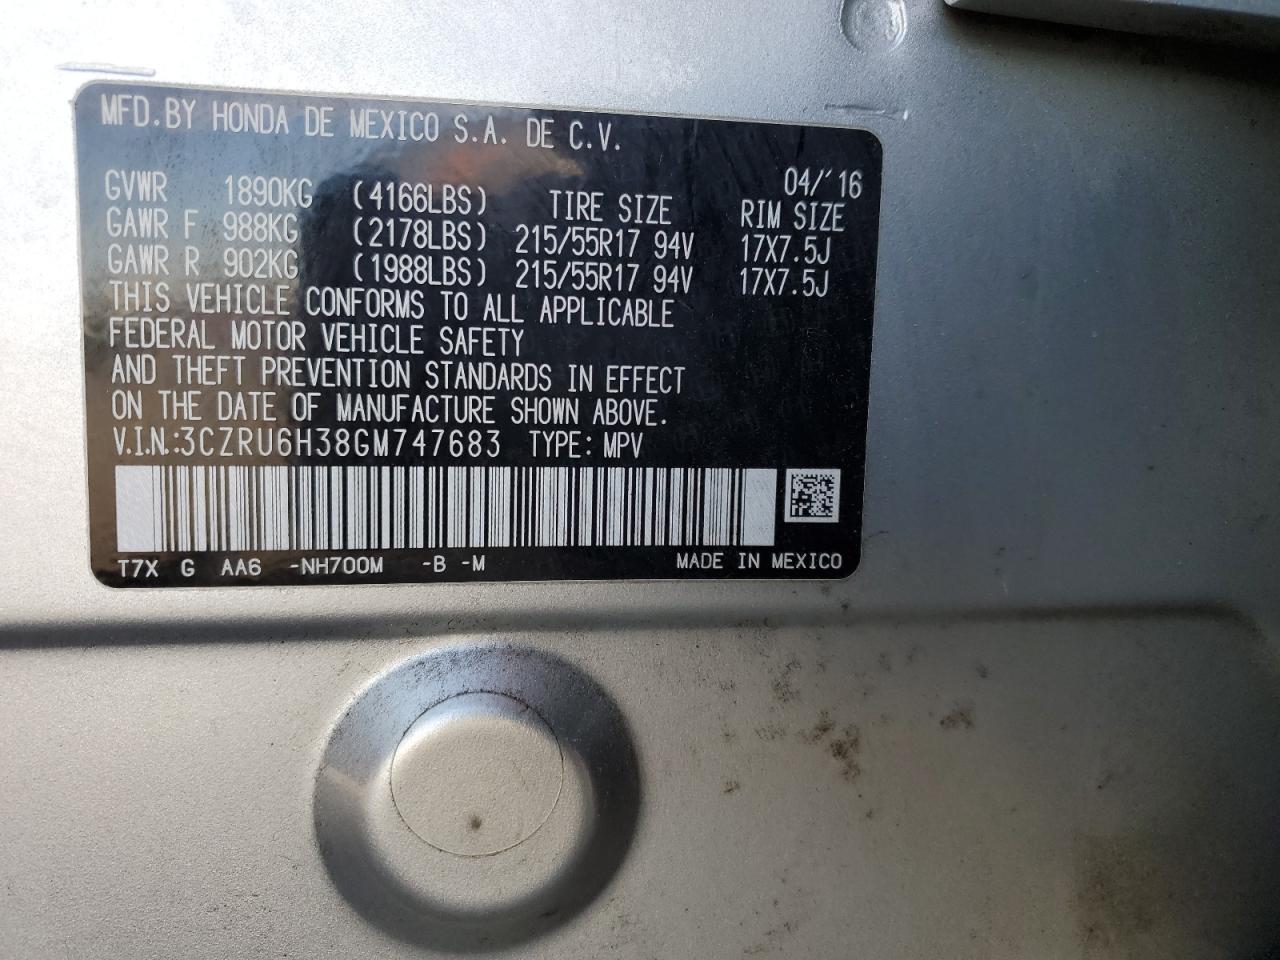 MFD.BY HONDA DE MEXICO S.A. DE C.V.
04/'16
GVWR 1890KG (4166LBS) TIRE SIZE RIM SIZE
GAWR F 988KG (2178LBS) 215/55R17 94V 17X7.5J
GAWR R 902KG (1988LBS) 215/55R17 94V 17X7.5J
THIS VEHICLE CONFORMS TO ALL APPLICABLE
FEDERAL MOTOR VEHICLE SAFETY
AND THEFT PREVENTION STANDARDS IN EFFECT
ON THE DATE OF MANUFACTURE SHOWN ABOVE.
V.I.N.:3CZRU6H38GM747683 TYPE: MPV
T7X G AA6 -NH700M -B -M MADE IN MEXICO